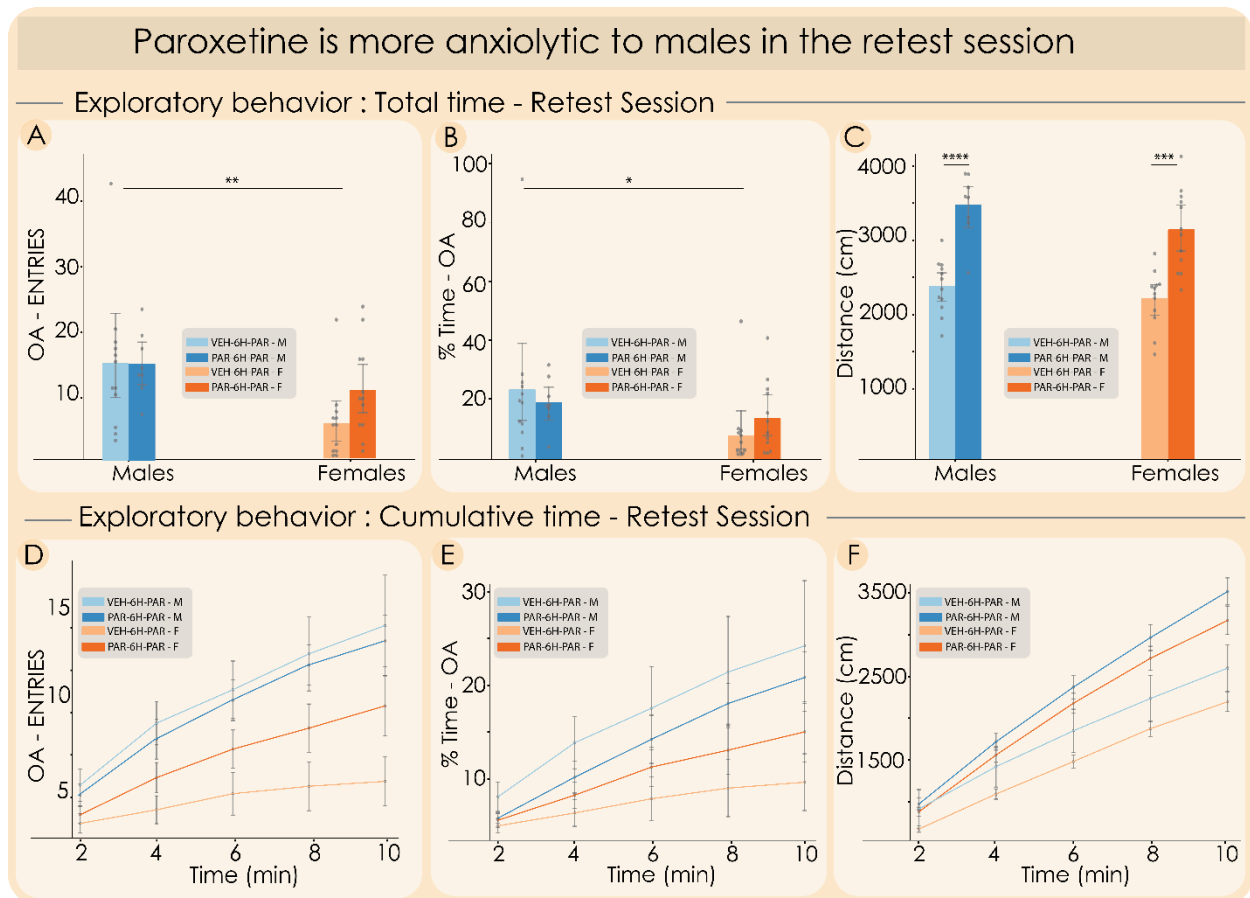 Paroxetine is more anxiolytic to males in the retest session
Exploratory behavior : Total time - Retest Session
A
OA - ENTRIES
40
30
20
10
**
VEH-6H-PAR - M
PAR-6H-PAR - M
VEH-6H-PAR - F
PAR-6H-PAR - F
Males
Females
B
% Time - OA
100
80
60
40
20
*
VEH-6H-PAR - M
PAR-6H-PAR - M
VEH-6H-PAR - F
PAR-6H-PAR - F
Males
Females
C
Distance (cm)
4000
3000
2000
1000
****
***
VEH-6H-PAR - M
PAR-6H-PAR - M
VEH-6H-PAR - F
PAR-6H-PAR - F
Males
Females
Exploratory behavior : Cumulative time - Retest Session
D
OA - ENTRIES
15
10
5
VEH-6H-PAR - M
PAR-6H-PAR - M
VEH-6H-PAR - F
PAR-6H-PAR - F
2 4 6 8 10
Time (min)
E
% Time - OA
30
20
10
VEH-6H-PAR - M
PAR-6H-PAR - M
VEH-6H-PAR - F
PAR-6H-PAR - F
2 4 6 8 10
Time (min)
F
Distance (cm)
3500
2500
1500
VEH-6H-PAR - M
PAR-6H-PAR - M
VEH-6H-PAR - F
PAR-6H-PAR - F
2 4 6 8 10
Time (min)